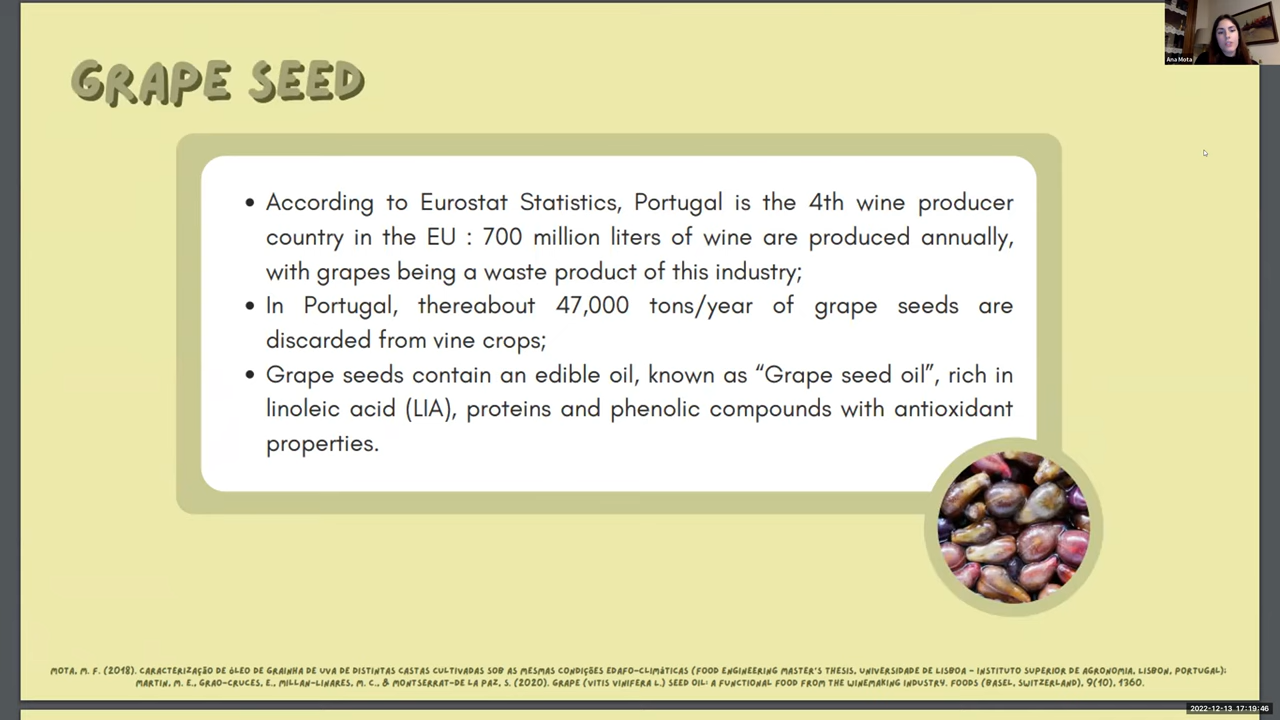 Ana Mota
GRAPE SEED
• According to Eurostat Statistics, Portugal is the 4th wine producer
country in the EU : 700 million liters of wine are produced annually,
with grapes being a waste product of this industry;
• In Portugal, thereabout 47,000 tons/year of grape seeds are
discarded from vine crops;
• Grape seeds contain an edible oil, known as “Grape seed oil”, rich in
linoleic acid (LIA), proteins and phenolic compounds with antioxidant
properties.
MOTA, M. F. (2018). CARACTERIZAÇÃO DE ÓLEO DE GRAINHA DE UVA DE DISTINTAS CASTAS CULTIVADAS SOB AS MESMAS CONDIÇÕES EDAFO-CLIMÁTICAS (FOOD ENGINEERING MASTER'S THESIS, UNIVERSIDADE DE LISBOA - INSTITUTO SUPERIOR DE AGRONOMIA, LISBON, PORTUGAL);
MARTIN, M. E., GRAO-CRUCES, E., MILLAN-LINARES, M. C., & MONTSERRAT-DE LA PAZ, S. (2020). GRAPE (VITIS VINIFERA L.) SEED OIL: A FUNCTIONAL FOOD FROM THE WINEMAKING INDUSTRY. FOODS (BASEL, SWITZERLAND), 9(10), 1360.
2022-12-13 17:19:46